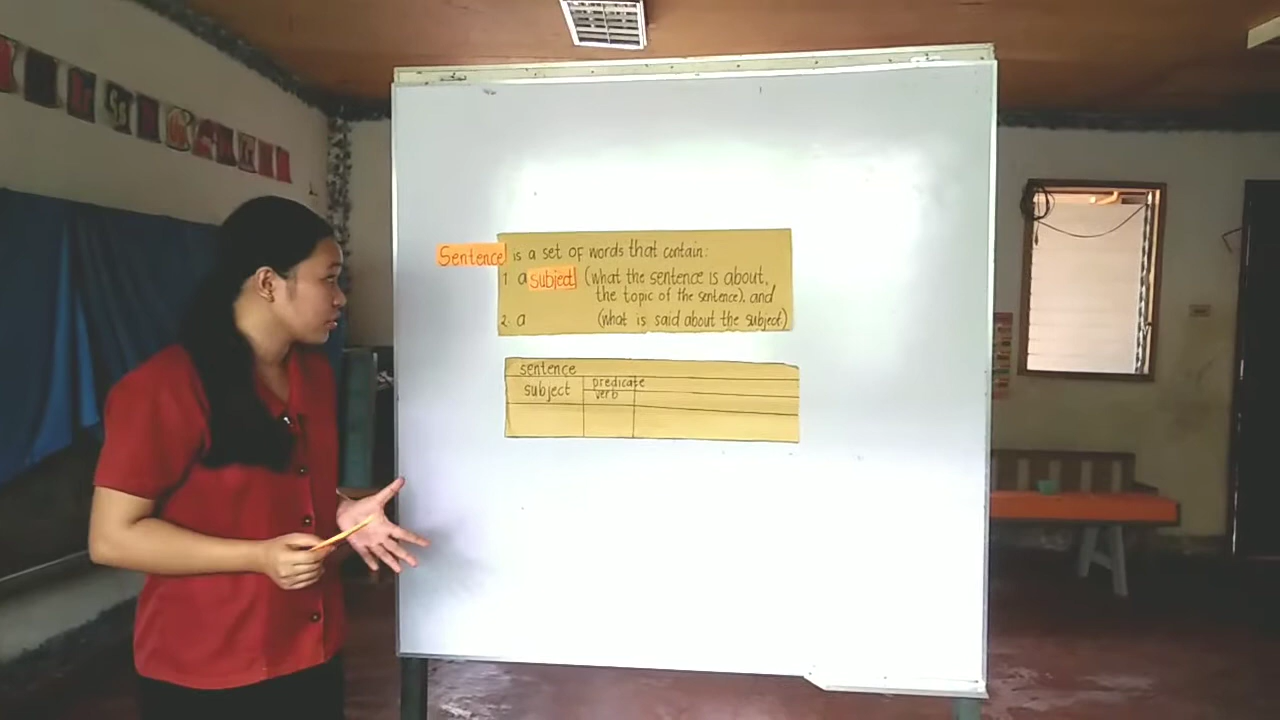 Sentence is a set of words that contain:
1 a subject (what the sentence is about,
the topic of the sentence), and
2. a (what is said about the subject)
sentence
subject predicate
verb